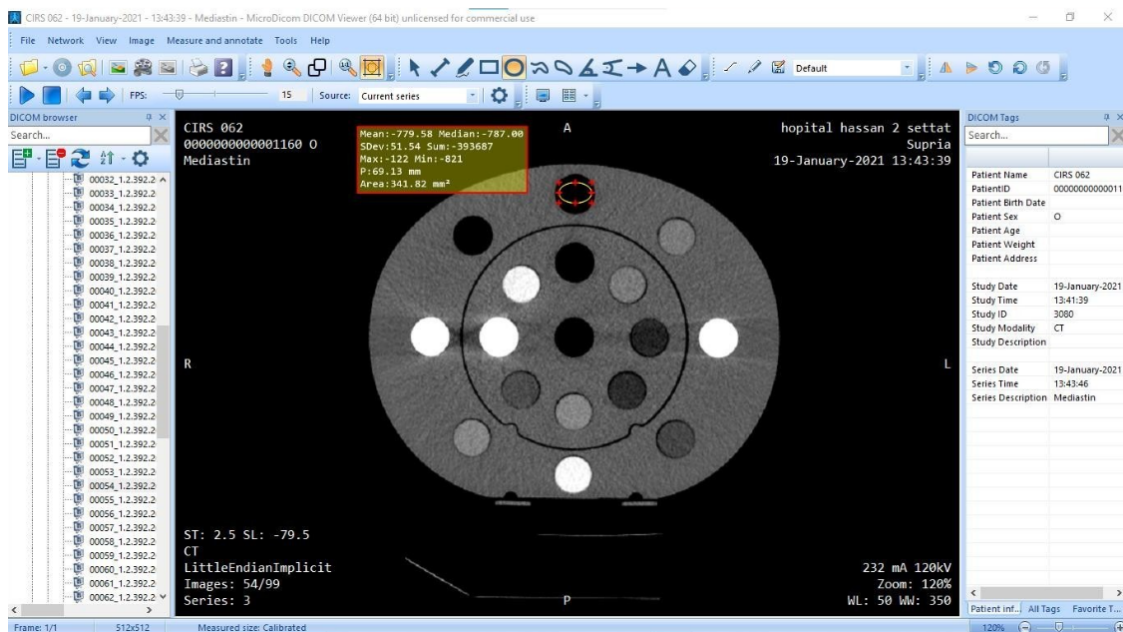 CIRS 062 - 19-January-2021 - 13:43:39 - Mediastin - MicroDicom DICOM Viewer (64 bit) unlicensed for commercial use
File Network View Image Measure and annotate Tools Help
Default
FPS: 15 Source: Current series
DICOM browser
Search...
00032_1.2.392.2
00033_1.2.392.2
00034_1.2.392.2
00035_1.2.392.2
00036_1.2.392.2
00037_1.2.392.2
00038_1.2.392.2
00039_1.2.392.2
00040_1.2.392.2
00041_1.2.392.2
00042_1.2.392.2
00043_1.2.392.2
00044_1.2.392.2
00045_1.2.392.2
00046_1.2.392.2
00047_1.2.392.2
00048_1.2.392.2
00049_1.2.392.2
00050_1.2.392.2
00051_1.2.392.2
00052_1.2.392.2
00053_1.2.392.2
00054_1.2.392.2
00055_1.2.392.2
00056_1.2.392.2
00057_1.2.392.2
00058_1.2.392.2
00059_1.2.392.2
00060_1.2.392.2
00061_1.2.392.2
00062_1.2.392.2
CIRS 062
0000000000001160 O
Mediastin
Mean:-779.58 Median:-787.00
SDev:51.54 Sum:-393687
Max:-122 Min:-821
P:69.13 mm
Area:341.82 mm²
A
hopital hassan 2 settat
Supria
19-January-2021 13:43:39
R
L
ST: 2.5 SL: -79.5
CT
LittleEndianImplicit
Images: 54/99
Series: 3
P
232 mA 120kV
Zoom: 120%
WL: 50 WW: 350
DICOM Tags
Search...
Patient Name CIRS 062
PatientID 00000000000011
Patient Birth Date
Patient Sex O
Patient Age
Patient Weight
Patient Address
Study Date 19-January-2021
Study Time 13:41:39
Study ID 3080
Study Modality CT
Study Description
Series Date 19-January-2021
Series Time 13:43:46
Series Description Mediastin
Patient inf... All Tags Favorite T...
Frame: 1/1 512x512 Measured size: Calibrated 120%